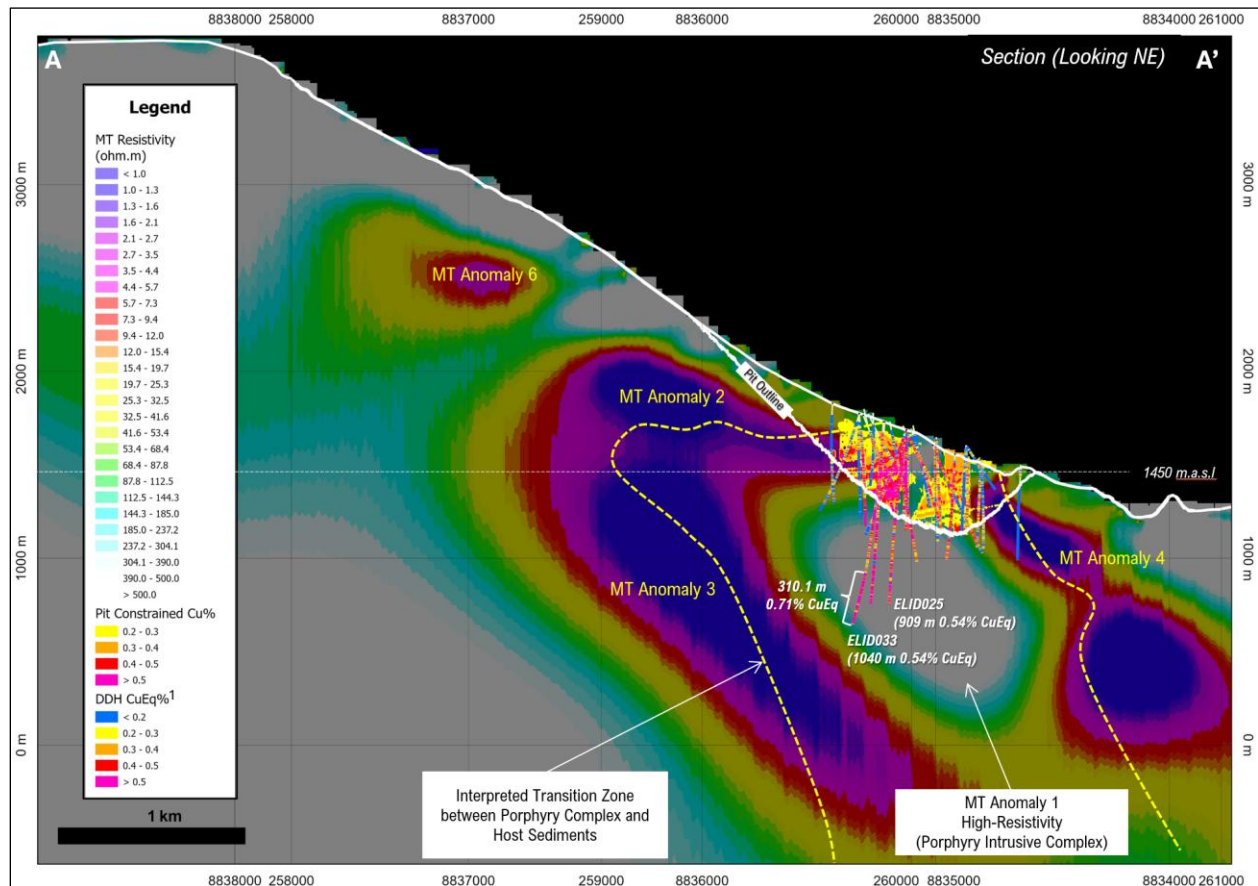 8838000 258000 8837000 259000 8836000 260000 8835000 8834000 261000
A
Section (Looking NE)
A'
Legend
MT Resistivity
(ohm.m)
< 1.0
1.0 - 1.3
1.3 - 1.6
1.6 - 2.1
2.1 - 2.7
2.7 - 3.5
3.5 - 4.4
4.4 - 5.7
5.7 - 7.3
7.3 - 9.4
9.4 - 12.0
12.0 - 15.4
15.4 - 19.7
19.7 - 25.3
25.3 - 32.5
32.5 - 41.6
41.6 - 53.4
53.4 - 68.4
68.4 - 87.8
87.8 - 112.5
112.5 - 144.3
144.3 - 185.0
185.0 - 237.2
237.2 - 304.1
304.1 - 390.0
390.0 - 500.0
> 500.0
Pit Constrained Cu%
0.2 - 0.3
0.3 - 0.4
0.4 - 0.5
> 0.5
DDH CuEq%1
< 0.2
0.2 - 0.3
0.3 - 0.4
0.4 - 0.5
> 0.5
1 km
3000 m
2000 m
1000 m
0 m
3000 m
20000 m
1000 m
0 m
MT Anomaly 6
MT Anomaly 2
Pit Outline
1450 m.a.s.l
MT Anomaly 3
MT Anomaly 4
310.1 m
0.71% CuEq
ELID025
(909 m 0.54% CuEq)
ELID033
(1040 m 0.54% CuEq)
Interpreted Transition Zone
between Porphyry Complex and
Host Sediments
MT Anomaly 1
High-Resistivity
(Porphyry Intrusive Complex)
8838000 258000 8837000 259000 8836000 260000 8835000 8834000 261000